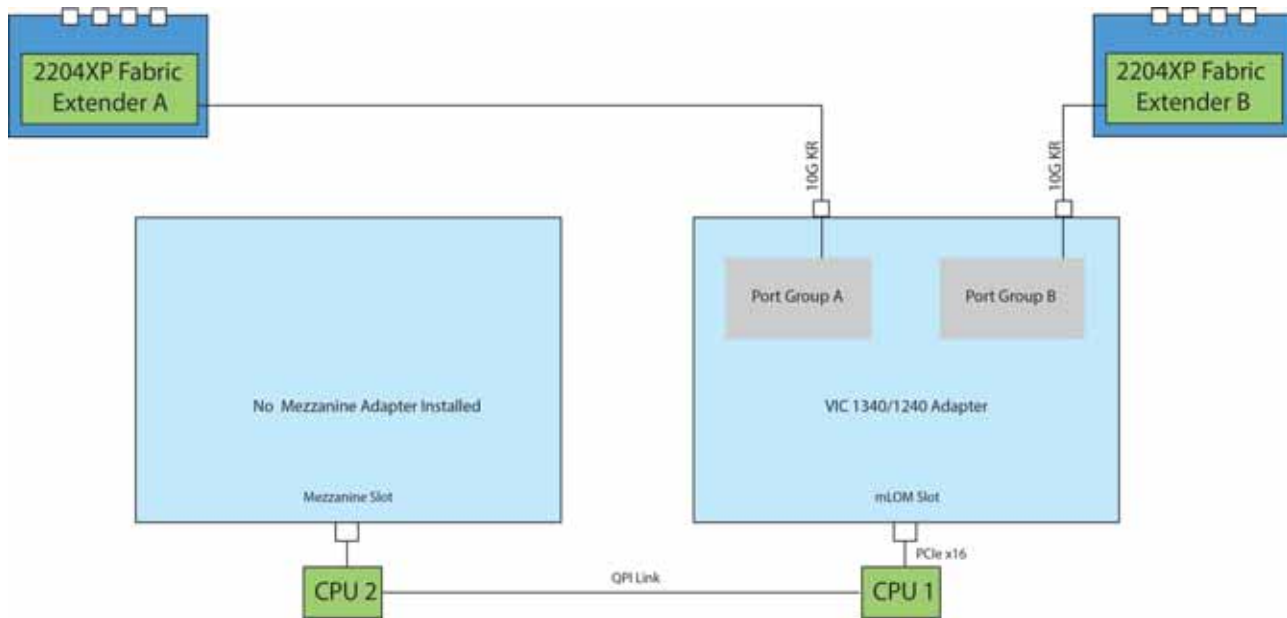 2204XP Fabric
Extender A
2204XP Fabric
Extender B
10G KR
10G KR
Port Group A
Port Group B
No Mezzanine Adapter Installed
VIC 1340/1240 Adapter
Mezzanine Slot
mLOM Slot
PCIe x16
QPI Link
CPU 2
CPU 1